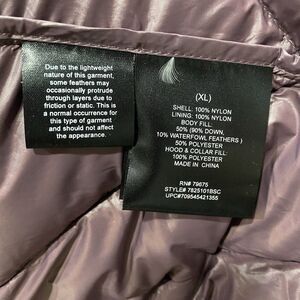 Due to the lightweight
nature of this garment,
some feathers may
occasionally protrude
through layers due to
friction or static. This is
a normal occurrence for
this type of garment
and should not affect
the appearance.
(XL)
SHELL: 100% NYLON
LINING: 100% NYLON
BODY FILL:
50% (90% DOWN,
10% WATERFOWL FEATHERS )
50% POLYESTER
HOOD & COLLAR FILL:
100% POLYESTER
MADE IN CHINA
RN# 79675
STYLE# 7825101BSC
UPC#709545421355